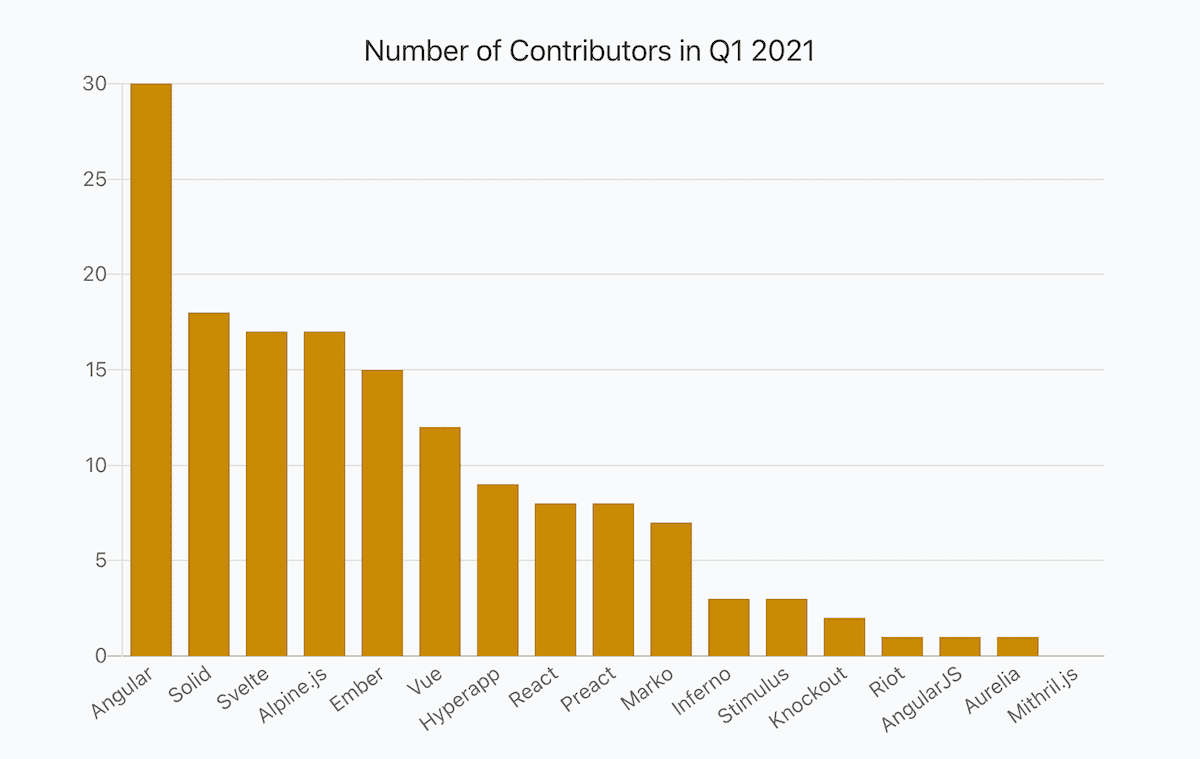 Number of Contributors in Q1 2021
30
25
20
15
10
5
0
Angular
Solid
Svelte
Alpine.js
Ember
Vue
Hyperapp
React
Preact
Marko
Inferno
Stimulus
Knockout
Riot
AngularJS
Aurelia
Mithril.js